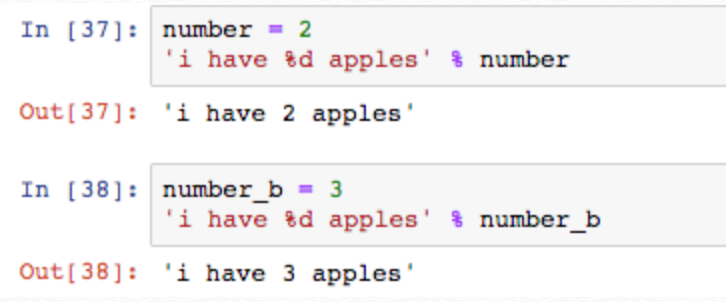 In [37]: number = 2
'i have %d apples' % number
Out[37]: 'i have 2 apples'
In [38]: number_b = 3
'i have %d apples' % number_b
Out[38]: 'i have 3 apples'